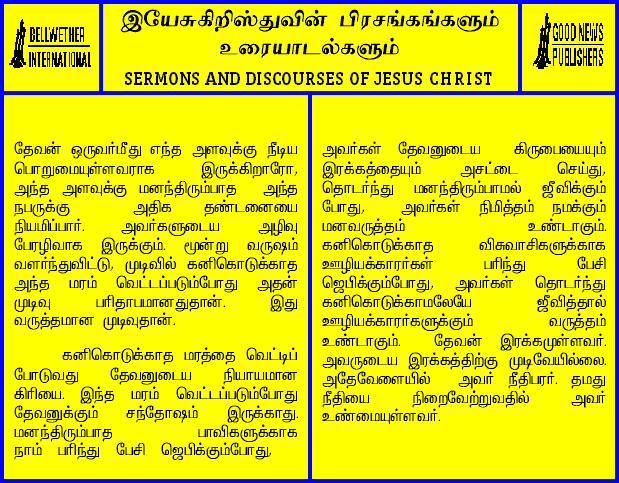 BELLWETHER
INTERNATIONAL
இயேசுகிறிஸ்துவின் பிரசங்கங்களும்
உரையாடல்களும்
SERMONS AND DISCOURSES OF JESUS CHRIST
GOOD NEWS
PUBLISHERS
தேவன் ஒருவர்மீது எந்த அளவுக்கு நீடிய
பொறுமையுள்ளவராக இருக்கிறாரோ,
அந்த அளவுக்கு மனந்திரும்பாத அந்த
நபருக்கு அதிக தண்டனையை
நியமிப்பார். அவர்களுடைய அழிவு
பேரழிவாக இருக்கும். மூன்று வருஷம்
வளர்ந்துவிட்டு, முடிவில் கனிகொடுக்காத
அந்த மரம் வெட்டப்படும்போது அதன்
முடிவு பரிதாபமானதுதான். இது
வருத்தமான முடிவுதான்.
கனிகொடுக்காத மரத்தை வெட்டிப்
போடுவது தேவனுடைய நியாயமான
கிரியை. இந்த மரம் வெட்டப்படும்போது
தேவனுக்கும் சந்தோஷம் இருக்காது.
மனந்திரும்பாத பாவிகளுக்காக
நாம் பரிந்து பேசி ஜெபிக்கும்போது,
அவர்கள் தேவனுடைய கிருபையையும்
இரக்கத்தையும் அசட்டை செய்து,
தொடர்ந்து மனந்திரும்பாமல் ஜீவிக்கும்
போது, அவர்கள் நிமித்தம் நமக்கும்
மனவருத்தம் உண்டாகும்.
கனிகொடுக்காத விசுவாசிகளுக்காக
ஊழியக்காரர்கள் பரிந்து பேசி
ஜெபிக்கும்போது, அவர்கள் தொடர்ந்து
கனிகொடுக்காமலேயே ஜீவித்தால்
ஊழியக்காரர்களுக்கும் வருத்தம்
உண்டாகும். தேவன் இரக்கமுள்ளவர்.
அவருடைய இரக்கத்திற்கு முடிவேயில்லை.
அதேவேளையில் அவர் நீதிபரர். தமது
நீதியை நிறைவேற்றுவதில் அவர்
உண்மையுள்ளவர்.